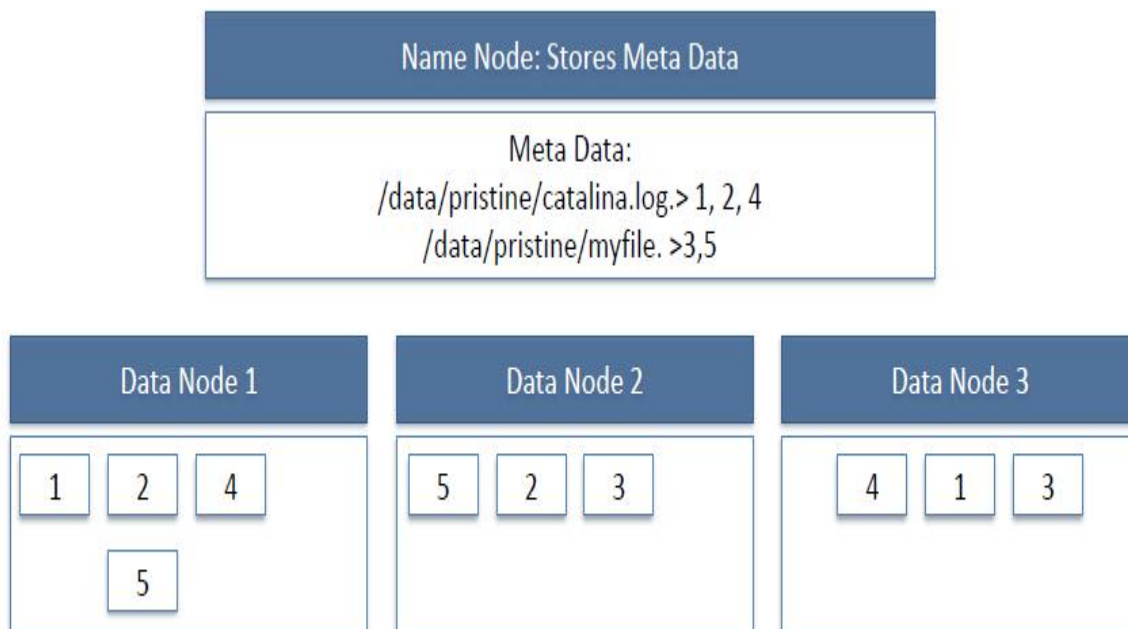 Name Node: Stores Meta Data
Meta Data:
/data/pristine/catalina.log.> 1, 2, 4
/data/pristine/myfile. >3,5
Data Node 1
Data Node 2
Data Node 3
1 2 4
5
5 2 3
4 1 3